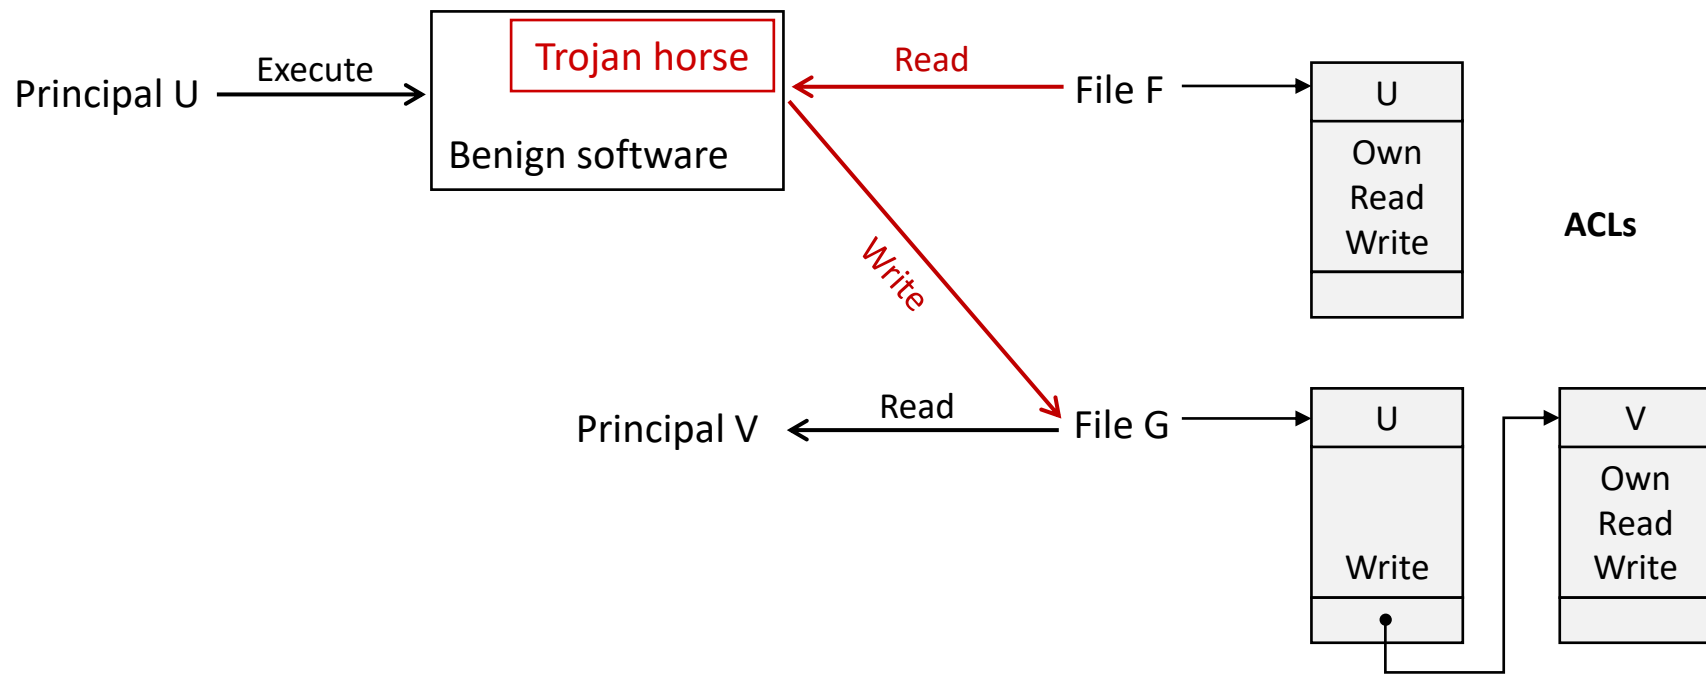 Principal U
Execute
Trojan horse
Benign software
Read
File F
U
Own
Read
Write
ACLs
Write
Principal V
Read
File G
U
Write
V
Own
Read
Write